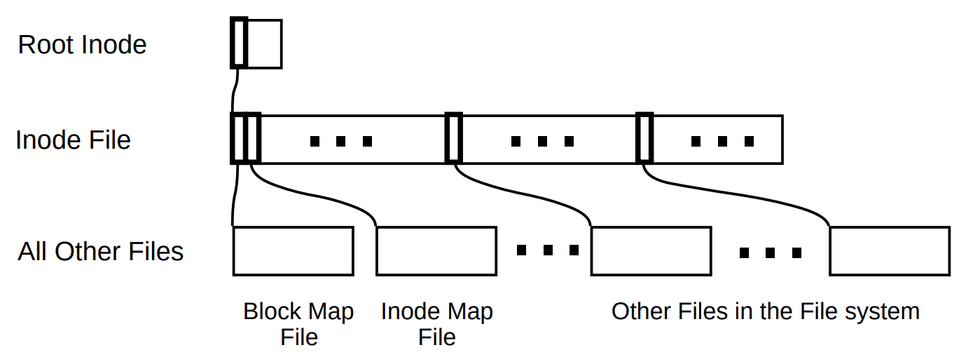 Root Inode
Inode File
All Other Files
Block Map
File
Inode Map
File
Other Files in the File system